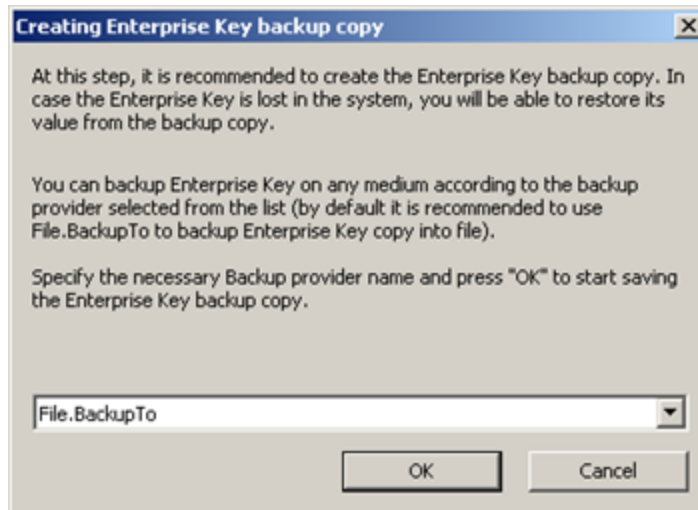 Creating Enterprise Key backup copy
At this step, it is recommended to create the Enterprise Key backup copy. In
case the Enterprise Key is lost in the system, you will be able to restore its
value from the backup copy.
You can backup Enterprise Key on any medium according to the backup
provider selected from the list (by default it is recommended to use
File.BackupTo to backup Enterprise Key copy into file).
Specify the necessary Backup provider name and press "OK" to start saving
the Enterprise Key backup copy.
File.BackupTo
OK
Cancel